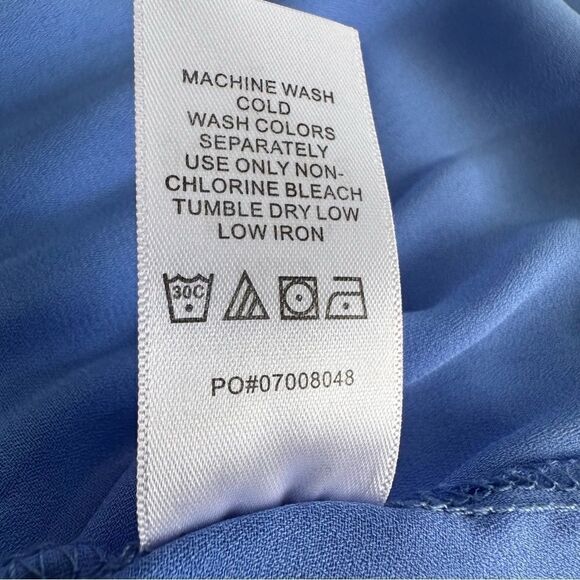 MACHINE WASH
COLD
WASH COLORS
SEPARATELY
USE ONLY NON-
CHLORINE BLEACH
TUMBLE DRY LOW
LOW IRON
30C
PO#07008048